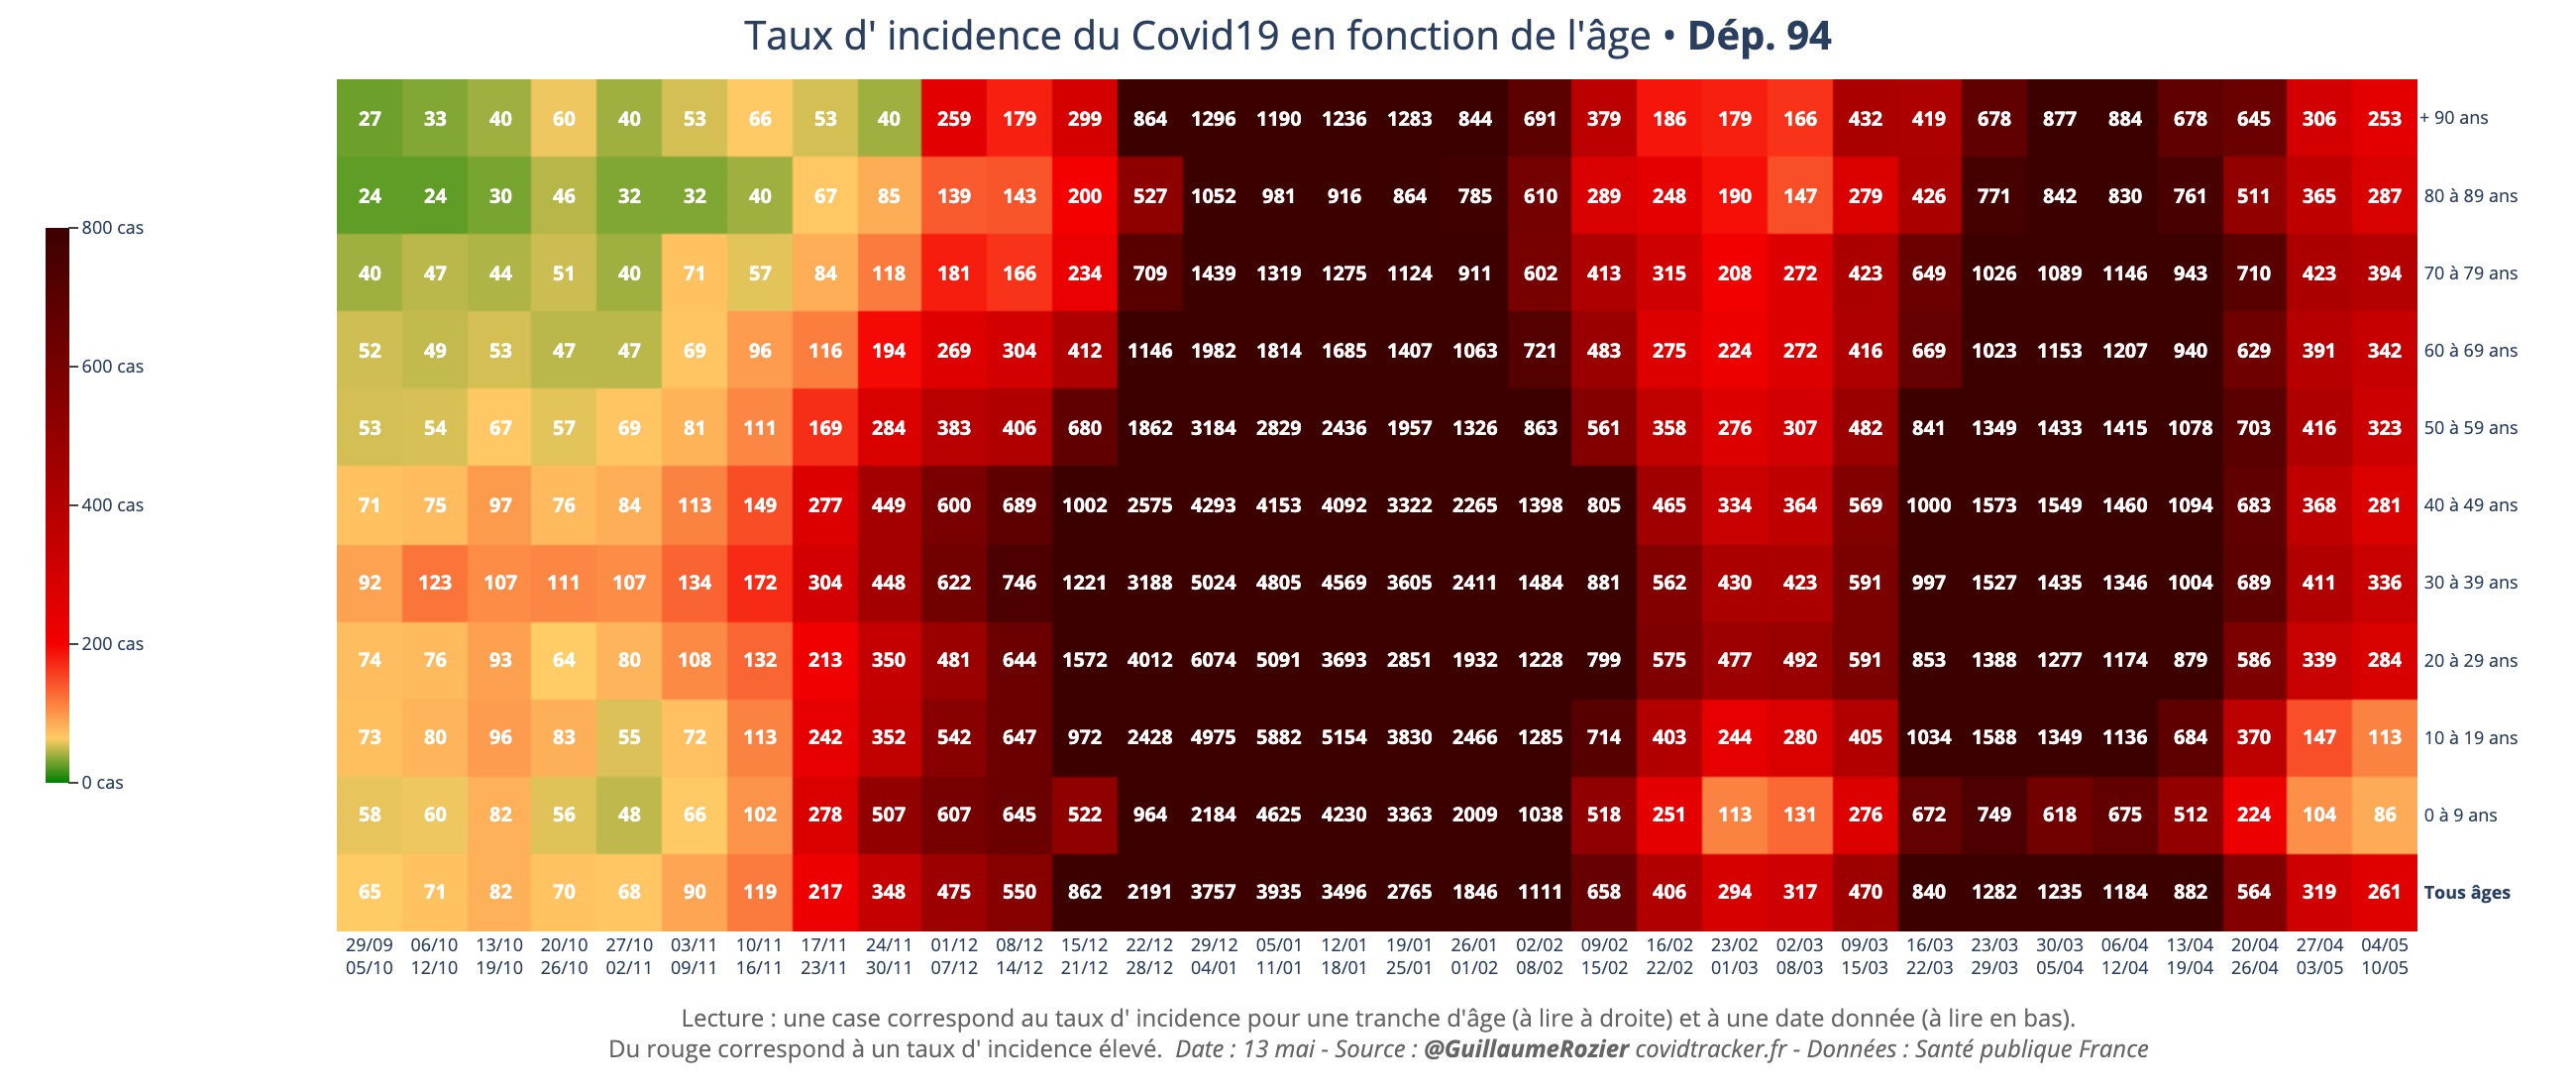 Taux d' incidence du Covid19 en fonction de l'âge • Dép. 94
27 33 40 60 40 53 66 53 40 259 179 299 864 1296 1190 1236 1283 844 691 379 186 179 166 432 419 678 877 884 678 645 306 253 + 90 ans
24 24 30 46 32 32 40 67 85 139 143 200 527 1052 981 916 864 785 610 289 248 190 147 279 426 771 842 830 761 511 365 287 80 à 89 ans
800 cas
40 47 44 51 40 71 57 84 118 181 166 234 709 1439 1319 1275 1124 911 602 413 315 208 272 423 649 1026 1089 1146 943 710 423 394 70 à 79 ans
52 49 53 47 47 69 96 116 194 269 304 412 1146 1982 1814 1685 1407 1063 721 483 275 224 272 416 669 1023 1153 1207 940 629 391 342 60 à 69 ans
600 cas
53 54 67 57 69 81 111 169 284 383 406 680 1862 3184 2829 2436 1957 1326 863 561 358 276 307 482 841 1349 1433 1415 1078 703 416 323 50 à 59 ans
400 cas
71 75 97 76 84 113 149 277 449 600 689 1002 2575 4293 4153 4092 3322 2265 1398 805 465 334 364 569 1000 1573 1549 1460 1094 683 368 281 40 à 49 ans
92 123 107 111 107 134 172 304 448 622 746 1221 3188 5024 4805 4569 3605 2411 1484 881 562 430 423 591 997 1527 1435 1346 1004 689 411 336 30 à 39 ans
200 cas
74 76 93 64 80 108 132 213 350 481 644 1572 4012 6074 5091 3693 2851 1932 1228 799 575 477 492 591 853 1388 1277 1174 879 586 339 284 20 à 29 ans
73 80 96 83 55 72 113 242 352 542 647 972 2428 4975 5882 5154 3830 2466 1285 714 403 244 280 405 1034 1588 1349 1136 684 370 147 113 10 à 19 ans
0 cas
58 60 82 56 48 66 102 278 507 607 645 522 964 2184 4625 4230 3363 2009 1038 518 251 113 131 276 672 749 618 675 512 224 104 86 0 à 9 ans
65 71 82 70 68 90 119 217 348 475 550 862 2191 3757 3935 3496 2765 1846 1111 658 406 294 317 470 840 1282 1235 1184 882 564 319 261 Tous âges
29/09 06/10 13/10 20/10 27/10 03/11 10/11 17/11 24/11 01/12 08/12 15/12 22/12 29/12 05/01 12/01 19/01 26/01 02/02 09/02 16/02 23/02 02/03 09/03 16/03 23/03 30/03 06/04 13/04 20/04 27/04 04/05
05/10 12/10 19/10 26/10 02/11 09/11 16/11 23/11 30/11 07/12 14/12 21/12 28/12 04/01 11/01 18/01 25/01 01/02 08/02 15/02 22/02 01/03 08/03 15/03 22/03 29/03 05/04 12/04 19/04 26/04 03/05 10/05
Lecture : une case correspond au taux d' incidence pour une tranche d'âge (à lire à droite) et à une date donnée (à lire en bas).
Du rouge correspond à un taux d' incidence élevé. Date : 13 mai - Source : @GuillaumeRozier covidtracker.fr - Données : Santé publique France